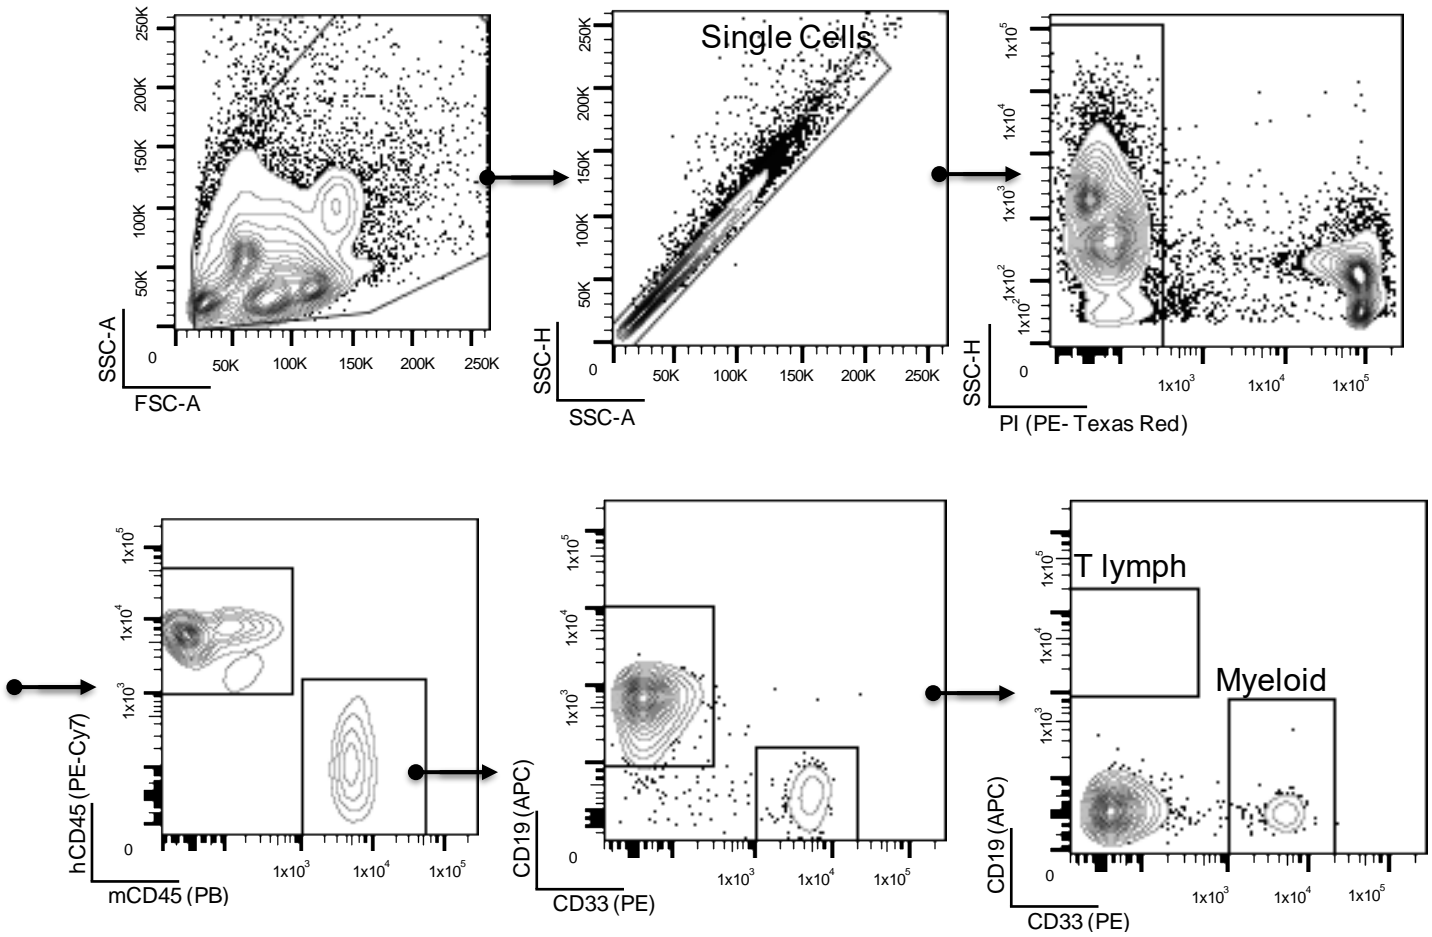 Single Cells
250K
200K
150K
100K
50K
0
SSC-A
50K 100K 150K 200K 250K
FSC-A
250K
200K
150K
100K
50K
0
SSC-H
50K 100K 150K 200K 250K
SSC-A
1x10⁵
1x10⁴
1x10³
1x10²
1x10²
0
SSC-H
1x10³ 1x10⁴ 1x10⁵
PI (PE- Texas Red)
1x10⁵
1x10⁴
1x10³
0
hCD45 (PE-Cy7)
1x10³ 1x10⁴ 1x10⁵
mCD45 (PB)
1x10⁵
1x10⁴
1x10³
0
CD19 (APC)
1x10³ 1x10⁴ 1x10⁵
CD33 (PE)
T lymph
Myeloid
1x10⁵
1x10⁴
1x10³
0
CD19 (APC)
1x10³ 1x10⁴ 1x10⁵
CD33 (PE)